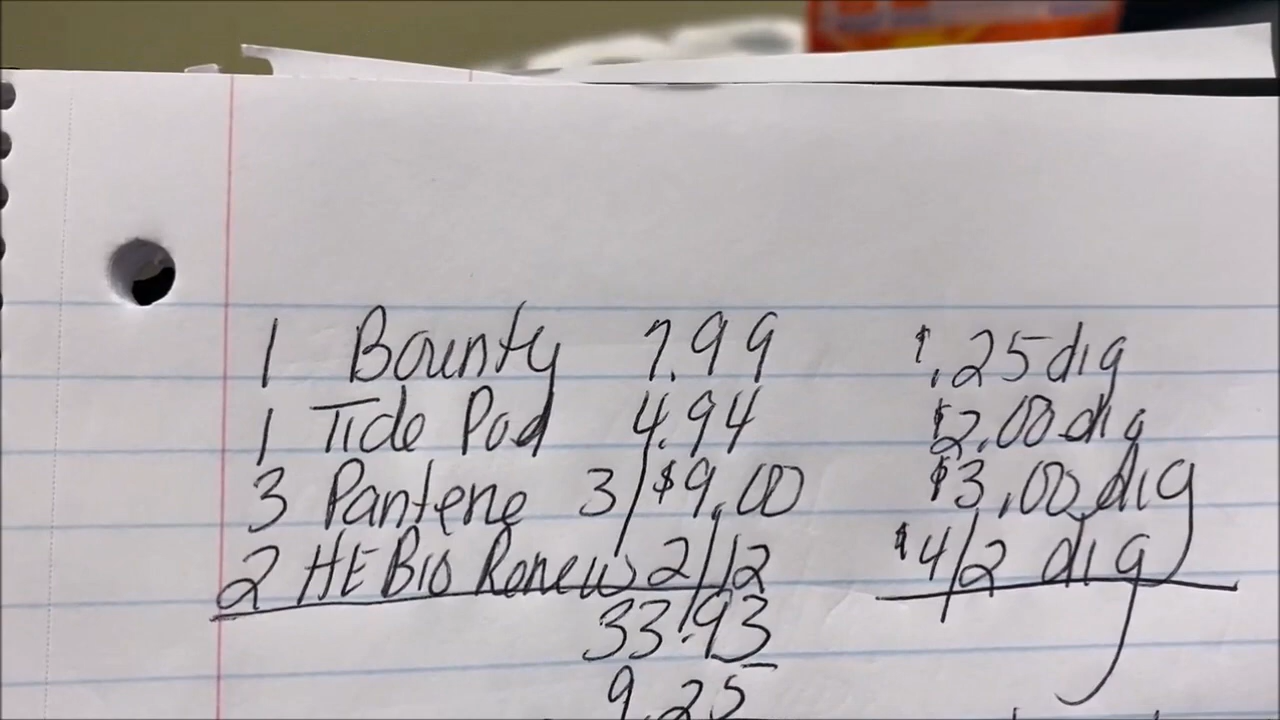 1 Bounty 7.99 $.25 dig
1 Tide Pod 4.94 $2.00 dig
3 Pantene 3/$9.00 $3.00 dig
2 HE Bio Renew 2/12 $4/2 dig
33.93
9.25